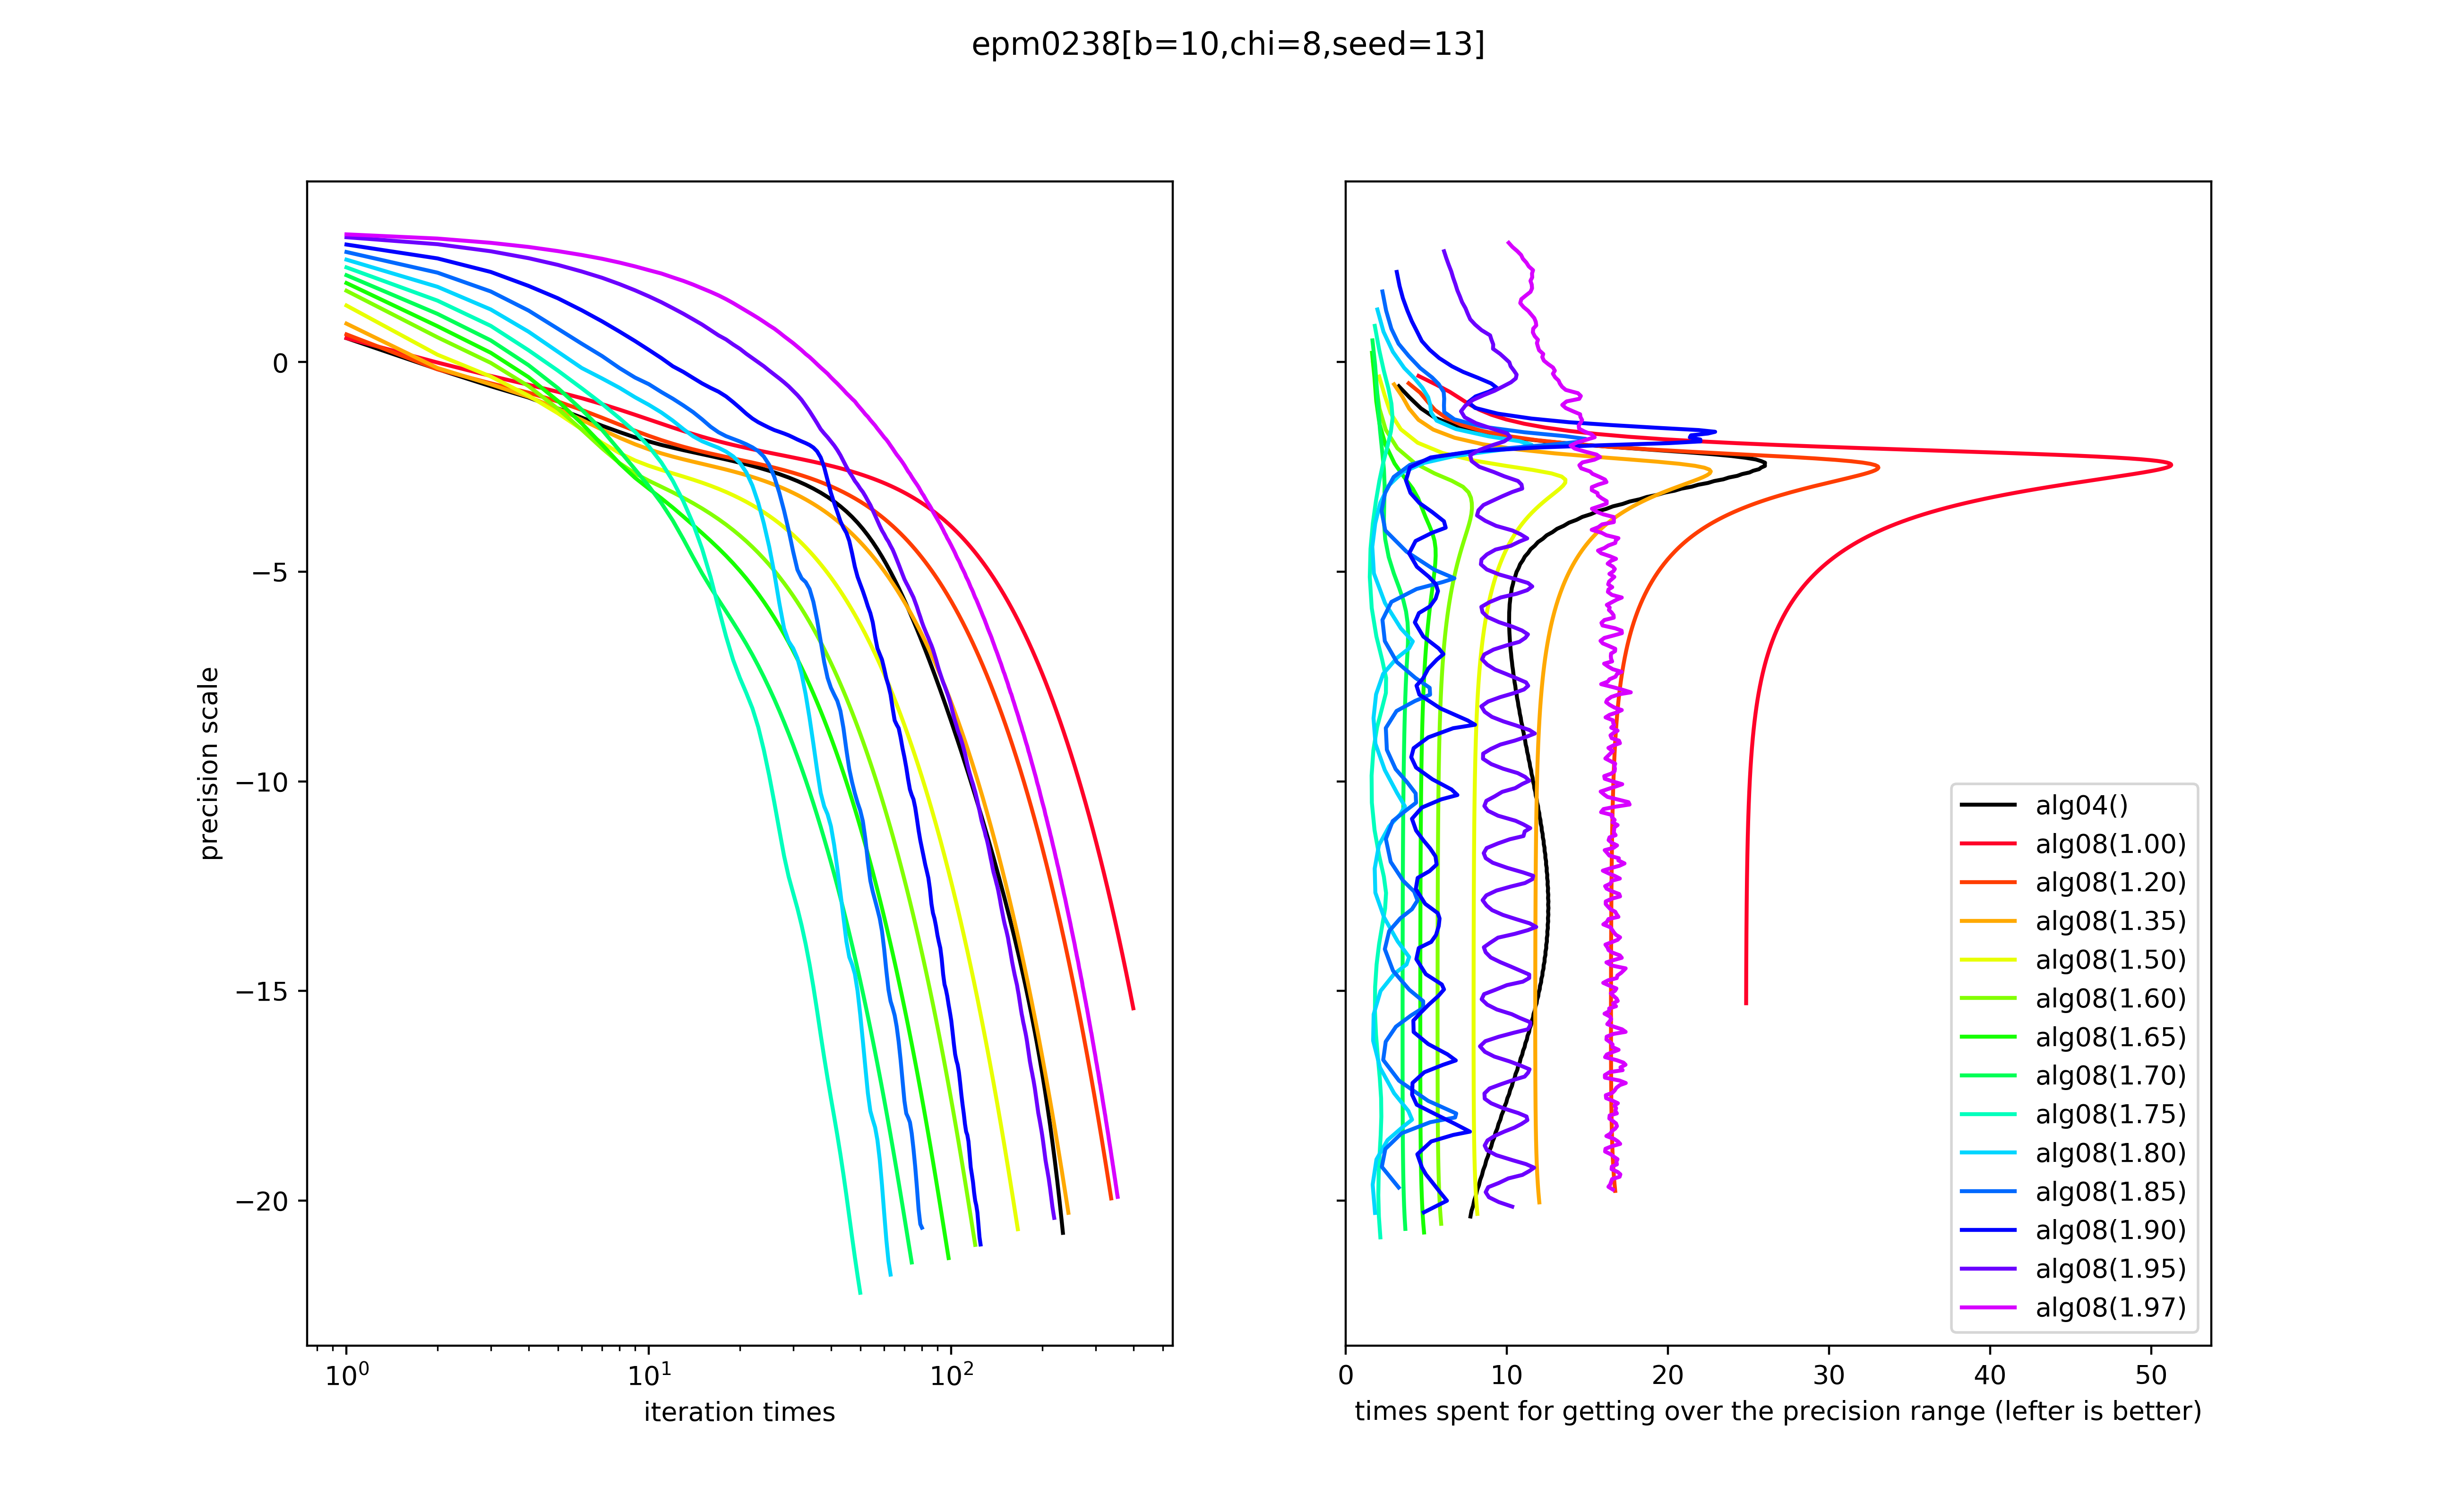 epm0238[b=10,chi=8,seed=13]
precision scale
0
−5
−10
−15
−20
10⁰
10¹
10²
iteration times
0
10
20
30
40
50
times spent for getting over the precision range (lefter is better)
alg04()
alg08(1.00)
alg08(1.20)
alg08(1.35)
alg08(1.50)
alg08(1.60)
alg08(1.65)
alg08(1.70)
alg08(1.75)
alg08(1.80)
alg08(1.85)
alg08(1.90)
alg08(1.95)
alg08(1.97)